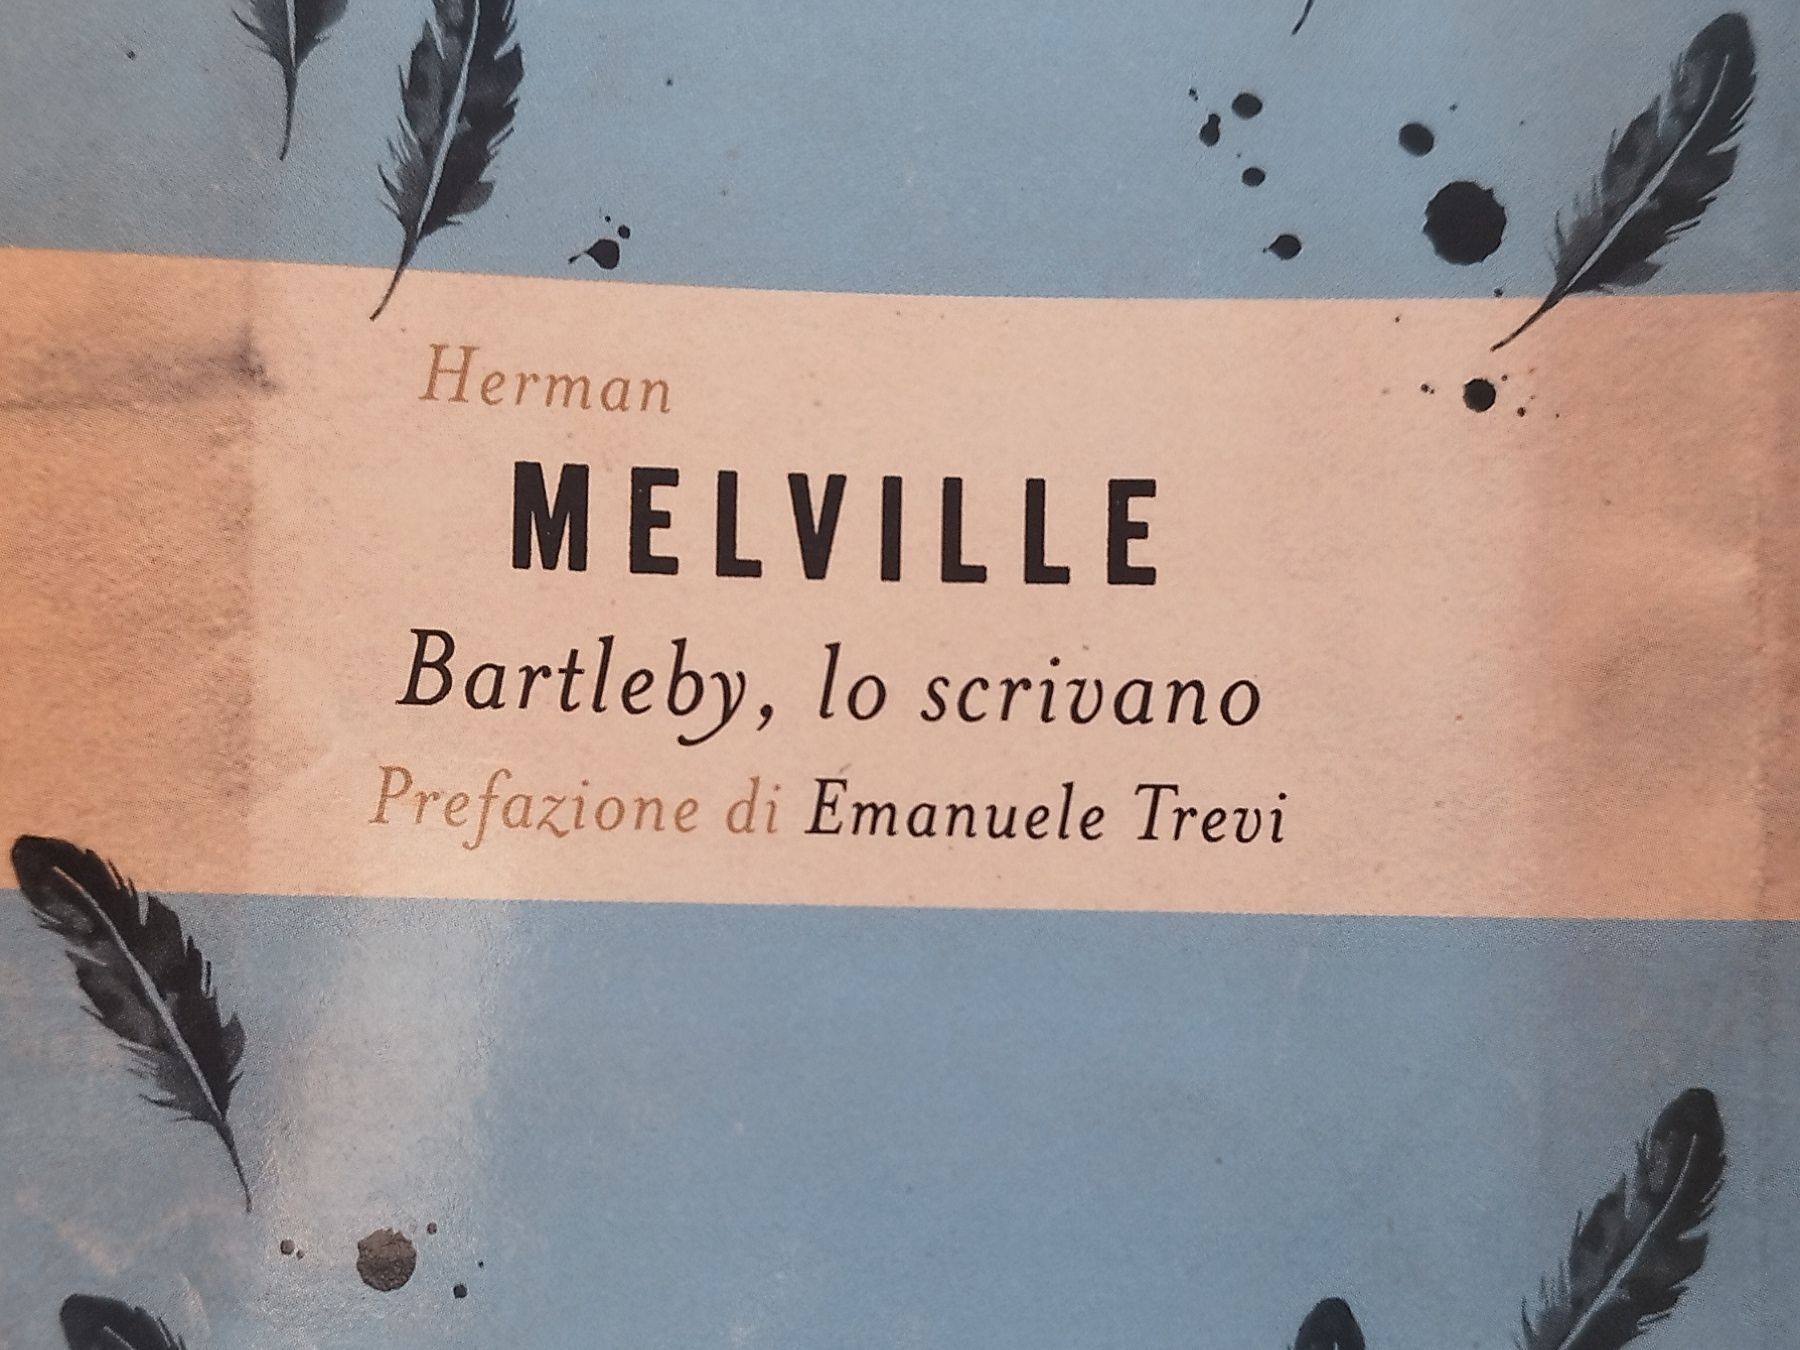 Herman
MELVILLE
Bartleby, lo scrivano
Prefazione di Emanuele Trevi